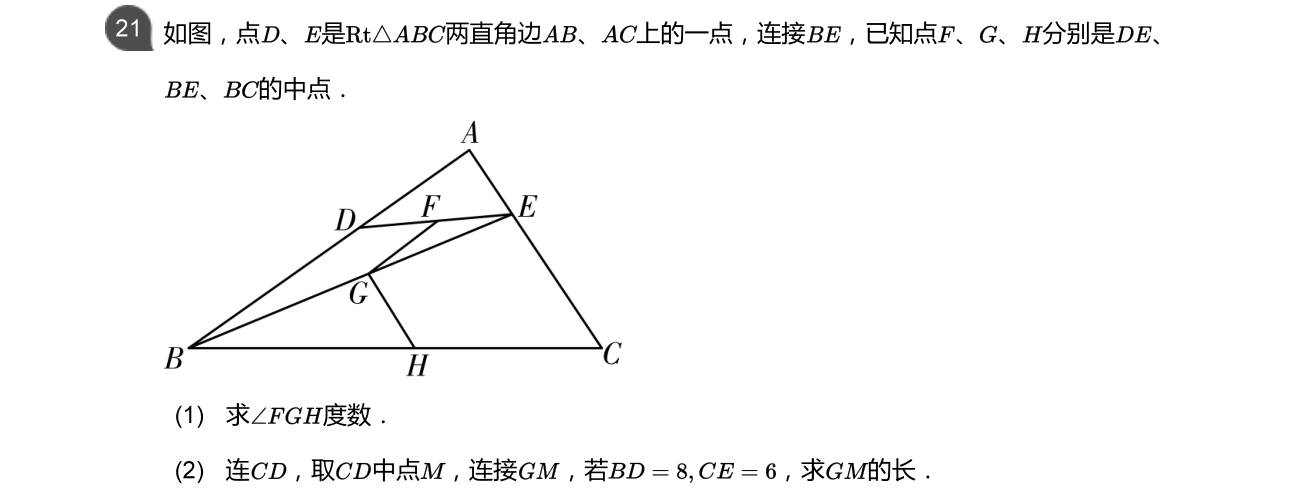 21 如图，点D、E是Rt△ABC两直角边AB、AC上的一点，连接BE，已知点F、G、H分别是DE、
BE、BC的中点．
A
D F E
G
B H C
(1) 求∠FGH度数．
(2) 连CD，取CD中点M，连接GM，若BD = 8, CE = 6，求GM的长．